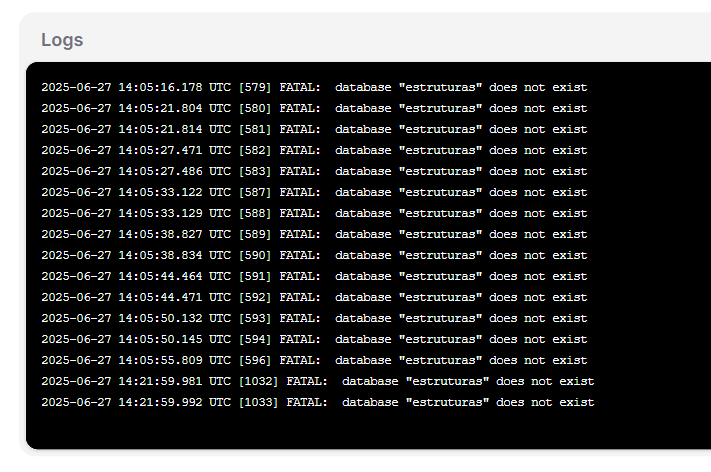 Logs
2025-06-27 14:05:16.178 UTC [579] FATAL:  database "estruturas" does not exist
2025-06-27 14:05:21.804 UTC [580] FATAL:  database "estruturas" does not exist
2025-06-27 14:05:21.814 UTC [581] FATAL:  database "estruturas" does not exist
2025-06-27 14:05:27.471 UTC [582] FATAL:  database "estruturas" does not exist
2025-06-27 14:05:27.486 UTC [583] FATAL:  database "estruturas" does not exist
2025-06-27 14:05:33.122 UTC [587] FATAL:  database "estruturas" does not exist
2025-06-27 14:05:33.129 UTC [588] FATAL:  database "estruturas" does not exist
2025-06-27 14:05:38.827 UTC [589] FATAL:  database "estruturas" does not exist
2025-06-27 14:05:38.834 UTC [590] FATAL:  database "estruturas" does not exist
2025-06-27 14:05:44.464 UTC [591] FATAL:  database "estruturas" does not exist
2025-06-27 14:05:44.471 UTC [592] FATAL:  database "estruturas" does not exist
2025-06-27 14:05:50.132 UTC [593] FATAL:  database "estruturas" does not exist
2025-06-27 14:05:50.145 UTC [594] FATAL:  database "estruturas" does not exist
2025-06-27 14:05:55.809 UTC [596] FATAL:  database "estruturas" does not exist
2025-06-27 14:21:59.981 UTC [1032] FATAL:  database "estruturas" does not exist
2025-06-27 14:21:59.992 UTC [1033] FATAL:  database "estruturas" does not exist